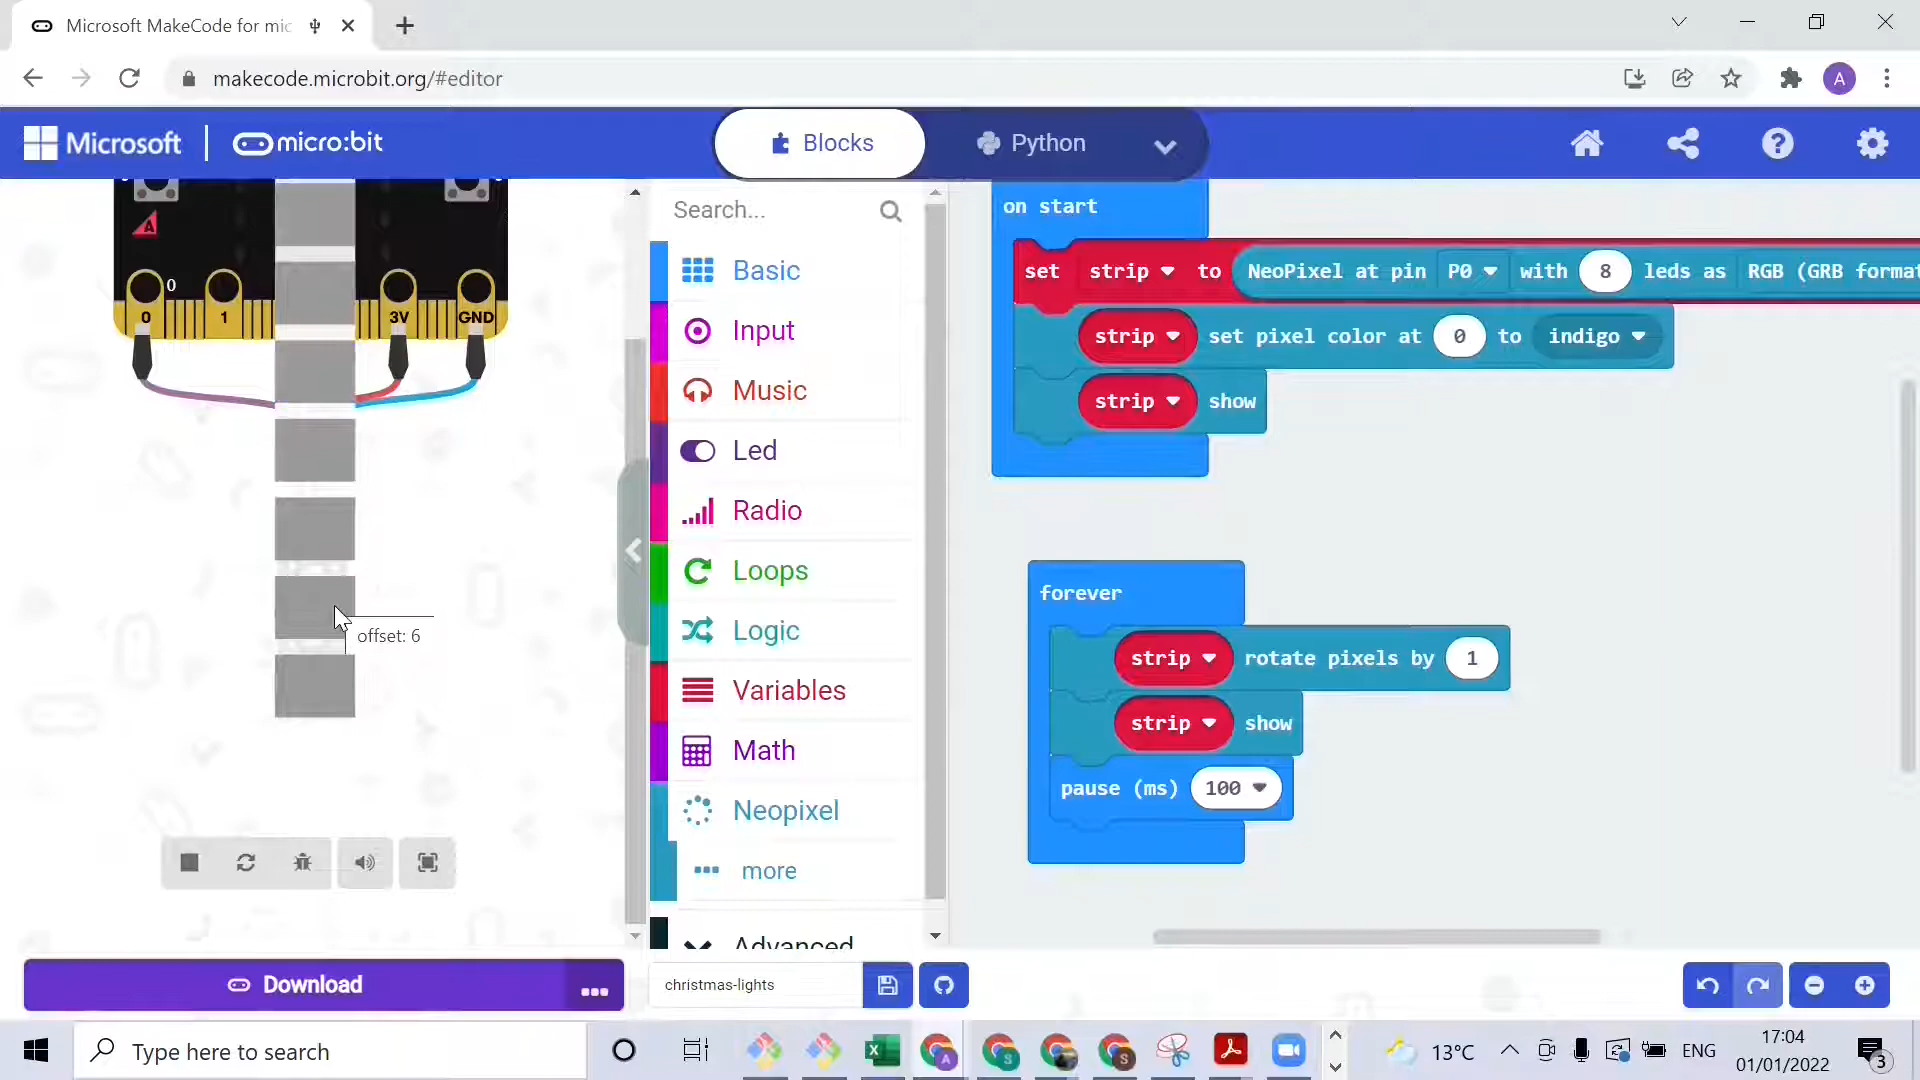 Microsoft MakeCode for mic
makecode.microbit.org/#editor
A
Microsoft
micro:bit
Blocks
Python
A
0
0
1
3V
GND
offset: 6
Search...
Basic
Input
Music
Led
Radio
Loops
Logic
Variables
Math
Neopixel
more
Advanced
on start
set strip to NeoPixel at pin P0 with 8 leds as RGB (GRB format
strip set pixel color at 0 to indigo
strip show
forever
strip rotate pixels by 1
strip show
pause (ms) 100
Download
christmas-lights
Type here to search
A
S
S
13°C
ENG
17:04
01/01/2022
3